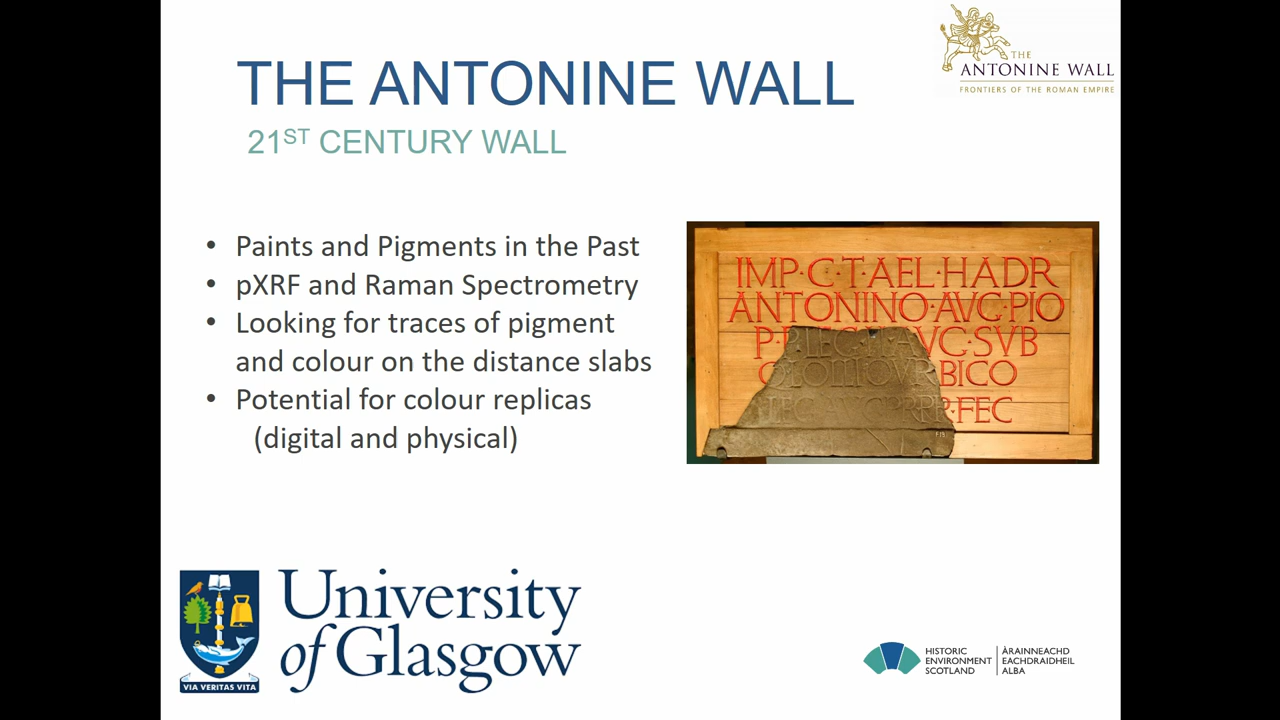 THE ANTONINE WALL
21ST CENTURY WALL
THE
ANTONINE WALL
FRONTIERS OF THE ROMAN EMPIRE
• Paints and Pigments in the Past
• pXRF and Raman Spectrometry
• Looking for traces of pigment
and colour on the distance slabs
• Potential for colour replicas
(digital and physical)
IMP·C·T·AEL·HADR
ANTONINO·AVG·PIO
P·P·LEG·II·AVG·SVB
BICO
FEC
University
of Glasgow
VIA VERITAS VITA
HISTORIC
ENVIRONMENT
SCOTLAND
ÀRAINNEACHD
EACHDRAIDHEIL
ALBA